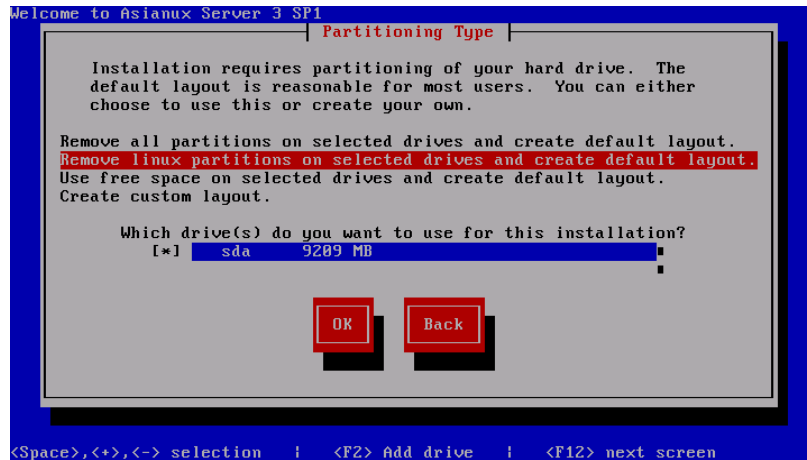 Welcome to Asianux Server 3 SP1
Partitioning Type
Installation requires partitioning of your hard drive. The
default layout is reasonable for most users. You can either
choose to use this or create your own.
Remove all partitions on selected drives and create default layout.
Remove linux partitions on selected drives and create default layout.
Use free space on selected drives and create default layout.
Create custom layout.
Which drive(s) do you want to use for this installation?
[*] sda 9209 MB
OK Back
<Space>,<+>,<-> selection | <F2> Add drive | <F12> next screen